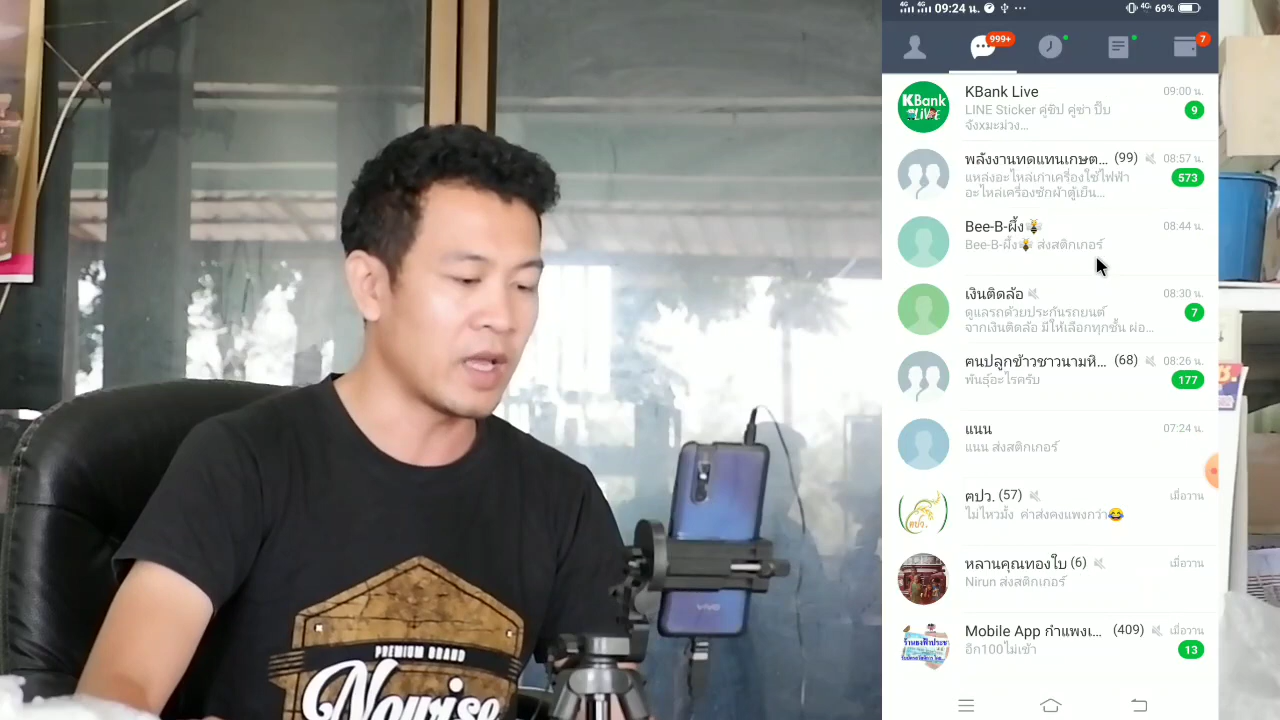 4G 4G 09:24 น.
4G 69%
999+
7
KBank Live
09:00 น.
KBank
LIVE
LINE Sticker คู่ซิป คู่ซ่า ปั๊บ
จังxมะม่วง...
9
พลังงานทดแทนเกษต... (99)
08:57 น.
แหล่งอะไหล่เก่าเครื่องใช้ไฟฟ้า
อะไหล่เครื่องซักผ้าตู้เย็น...
573
Bee-B-ผึ้ง🐝
08:44 น.
Bee-B-ผึ้ง🐝 ส่งสติกเกอร์
เงินติดล้อ
08:30 น.
ดูแลรถด้วยประกันรถยนต์
จากเงินติดล้อ มีให้เลือกทุกชั้น ผ่อ...
7
ฅนปลูกข้าวชาวนามหิ... (68)
08:26 น.
พันธุ์อะไรครับ
177
แนน
07:24 น.
แนน ส่งสติกเกอร์
ฅปว. (57)
เมื่อวาน
ไม่ไหวมั้ง ค่าส่งคงแพงกว่า😂
หลานคุณทองใบ (6)
เมื่อวาน
Nirun ส่งสติกเกอร์
Mobile App กำแพงเ... (409)
เมื่อวาน
อีก100ไม่เข้า
13
vivo
PREMIUM BRAND
Nowise